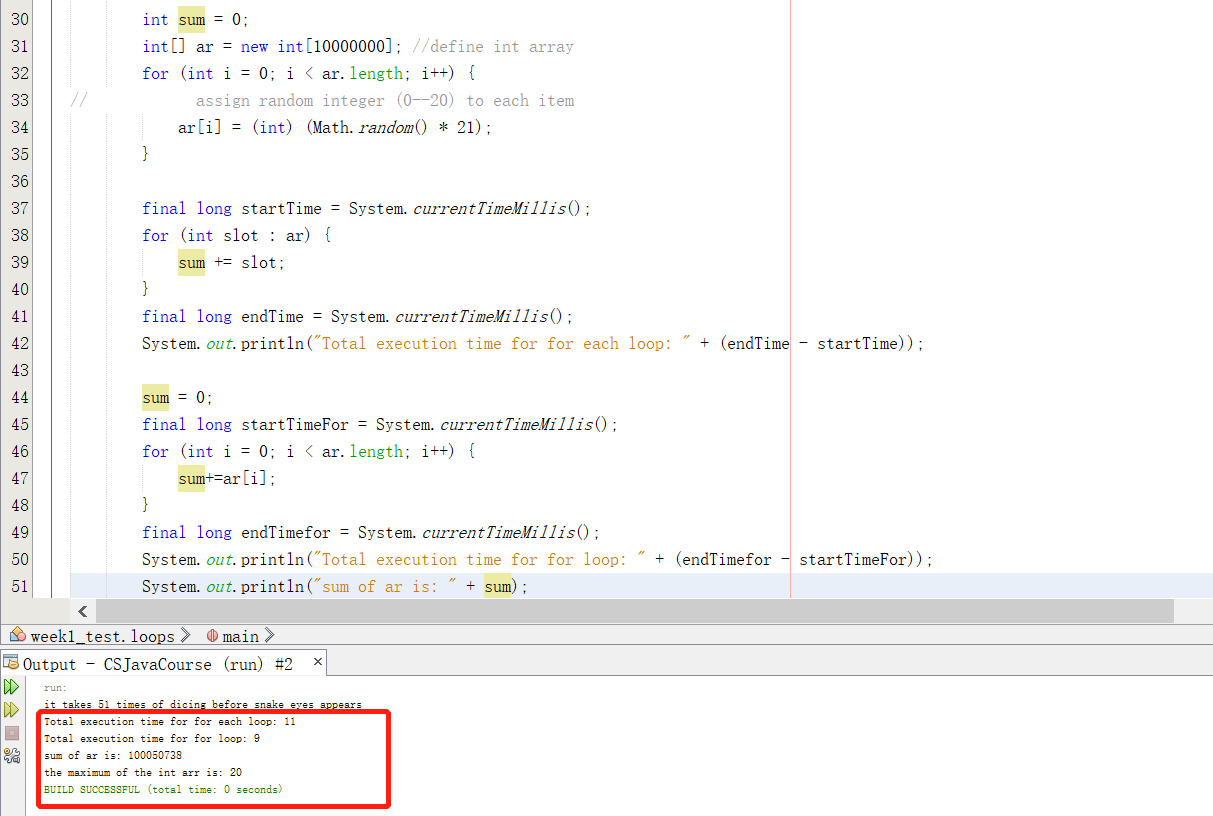 30 int sum = 0;
31 int[] ar = new int[10000000]; //define int array
32 for (int i = 0; i < ar.length; i++) {
33 // assign random integer (0--20) to each item
34 ar[i] = (int) (Math.random() * 21);
35 }
36
37 final long startTime = System.currentTimeMillis();
38 for (int slot : ar) {
39 sum += slot;
40 }
41 final long endTime = System.currentTimeMillis();
42 System.out.println("Total execution time for for each loop: " + (endTime - startTime));
43
44 sum = 0;
45 final long startTimeFor = System.currentTimeMillis();
46 for (int i = 0; i < ar.length; i++) {
47 sum+=ar[i];
48 }
49 final long endTimefor = System.currentTimeMillis();
50 System.out.println("Total execution time for for loop: " + (endTimefor - startTimeFor));
51 System.out.println("sum of ar is: " + sum);
week1_test.loops main
Output - CSJavaCourse (run) #2 ×
run:
it takes 51 times of dicing before snake eyes appears
Total execution time for for each loop: 11
Total execution time for for loop: 9
sum of ar is: 100050738
the maximum of the int arr is: 20
BUILD SUCCESSFUL (total time: 0 seconds)